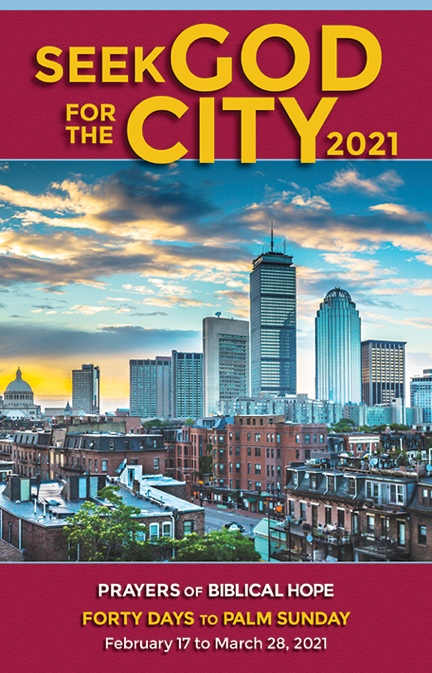 SEEK GOD
FOR THE CITY 2021
PRAYERS OF BIBLICAL HOPE
FORTY DAYS TO PALM SUNDAY
February 17 to March 28, 2021